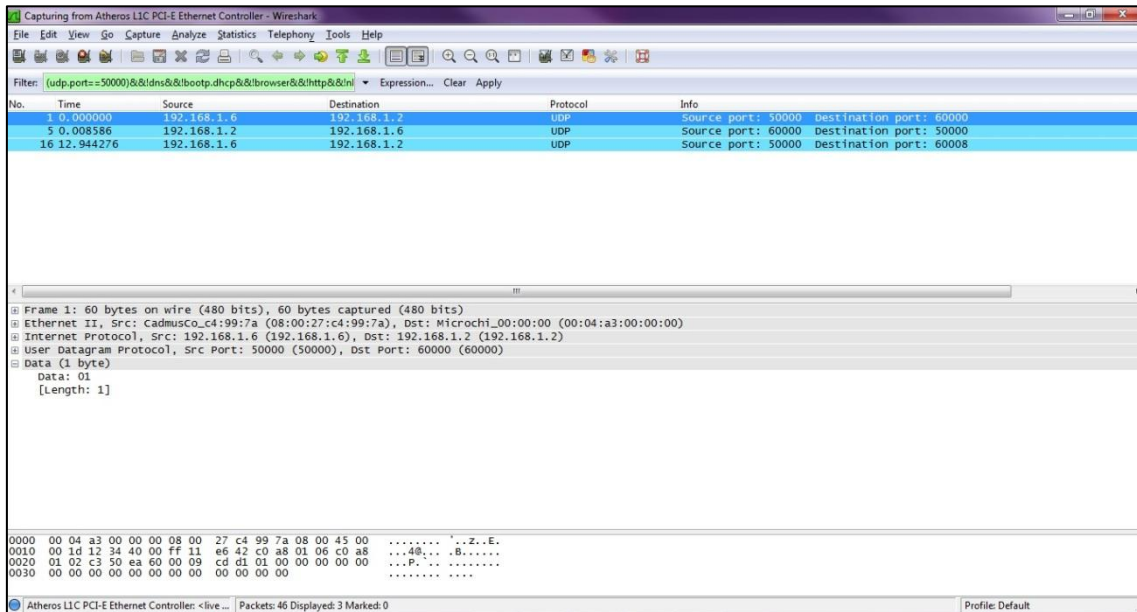 Capturing from Atheros L1C PCI-E Ethernet Controller - Wireshark
File Edit View Go Capture Analyze Statistics Telephony Tools Help
Filter: (udp.port==50000)&&!dns&&!bootp.dhcp&&!browser&&!http&&!nl Expression... Clear Apply
No. Time Source Destination Protocol Info
1 0.000000 192.168.1.6 192.168.1.2 UDP Source port: 50000 Destination port: 60000
5 0.008586 192.168.1.2 192.168.1.6 UDP Source port: 60000 Destination port: 50000
16 12.944276 192.168.1.6 192.168.1.2 UDP Source port: 50000 Destination port: 60008
Frame 1: 60 bytes on wire (480 bits), 60 bytes captured (480 bits)
Ethernet II, Src: CadmusCo_c4:99:7a (08:00:27:c4:99:7a), Dst: Microchi_00:00:00 (00:04:a3:00:00:00)
Internet Protocol, Src: 192.168.1.6 (192.168.1.6), Dst: 192.168.1.2 (192.168.1.2)
User Datagram Protocol, Src Port: 50000 (50000), Dst Port: 60000 (60000)
Data (1 byte)
Data: 01
[Length: 1]
0000 00 04 a3 00 00 00 08 00 27 c4 99 7a 08 00 45 00 ........ '..z..E.
0010 00 1d 12 34 40 00 ff 11 e6 42 c0 a8 01 06 c0 a8 ...4@... .B......
0020 01 02 c3 50 ea 60 00 09 cd d1 01 00 00 00 00 00 ...P.`.. ........
0030 00 00 00 00 00 00 00 00 00 00 00 00 ........ ....
Atheros L1C PCI-E Ethernet Controller: <live ... Packets: 46 Displayed: 3 Marked: 0 Profile: Default